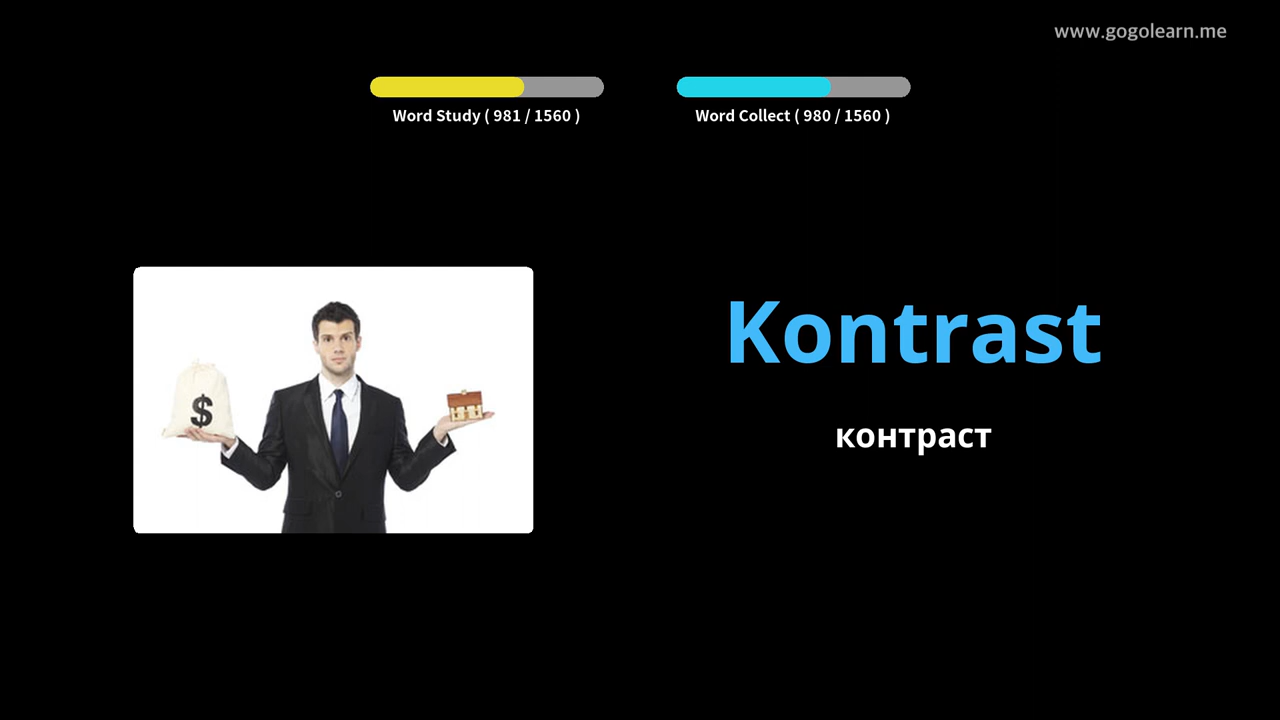 www.gogolearn.me
Word Study ( 981 / 1560 )
Word Collect ( 980 / 1560 )
$
Kontrast
контраст